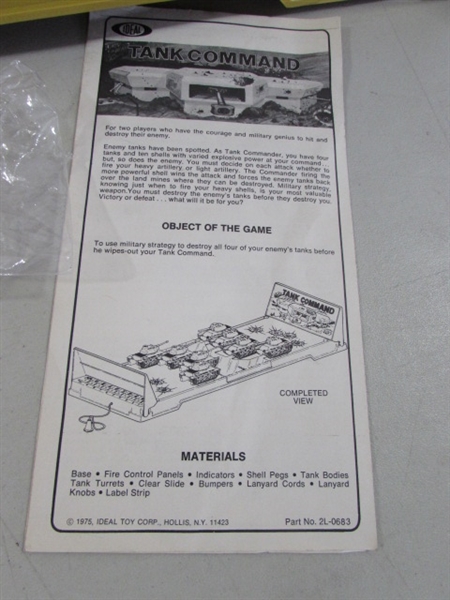 IDEAL
TANK COMMAND
For two players who have the courage and military genius to hit and
destroy their enemy.
Enemy tanks have been spotted. As Tank Commander, you have four
tanks and ten shells with varied explosive power at your command...
but, so does the enemy. You must decide on each attack whather to
fire your heavy artillery or light artillery. The Commander firing the
more powerful shell wins the attack and forces the enemy tanks back
over the land mines where they can be destroyed. Military strategy,
knowing just when to fire your heavy shells, is your most valuable
weapon. You must destroy the enemy's tanks before they destroy you.
Victory or defeat . . . what will it be for you?
OBJECT OF THE GAME
To use military strategy to destroy all four of your enemy's tanks before
he wipes-out your Tank Command.
TANK COMMAND
COMPLETED
VIEW
MATERIALS
Base • Fire Control Panels • Indicators • Shell Pegs • Tank Bodies
Tank Turrets • Clear Slide • Bumpers • Lanyard Cords • Lanyard
Knobs • Label Strip
© 1975, IDEAL TOY CORP., HOLLIS, N.Y. 11423
Part No. 2L-0683